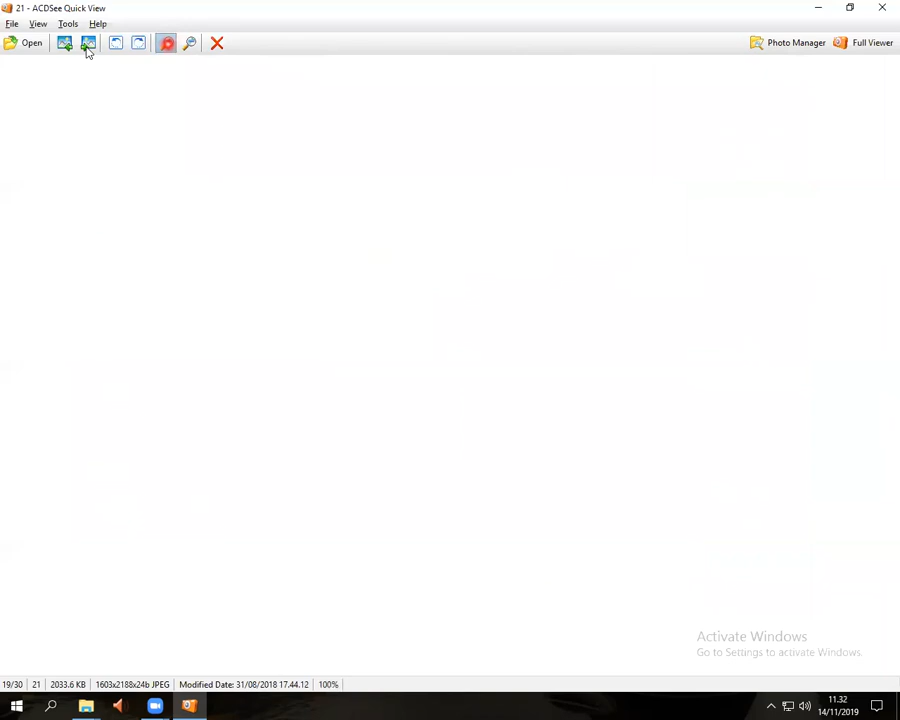 21 - ACDSee Quick View
File View Tools Help
Open Photo Manager Full Viewer
Activate Windows
Go to Settings to activate Windows.
19/30 21 2033.6 KB 1603x2188x24b JPEG Modified Date: 31/08/2018 17.44.12 100%
11.32
14/11/2019